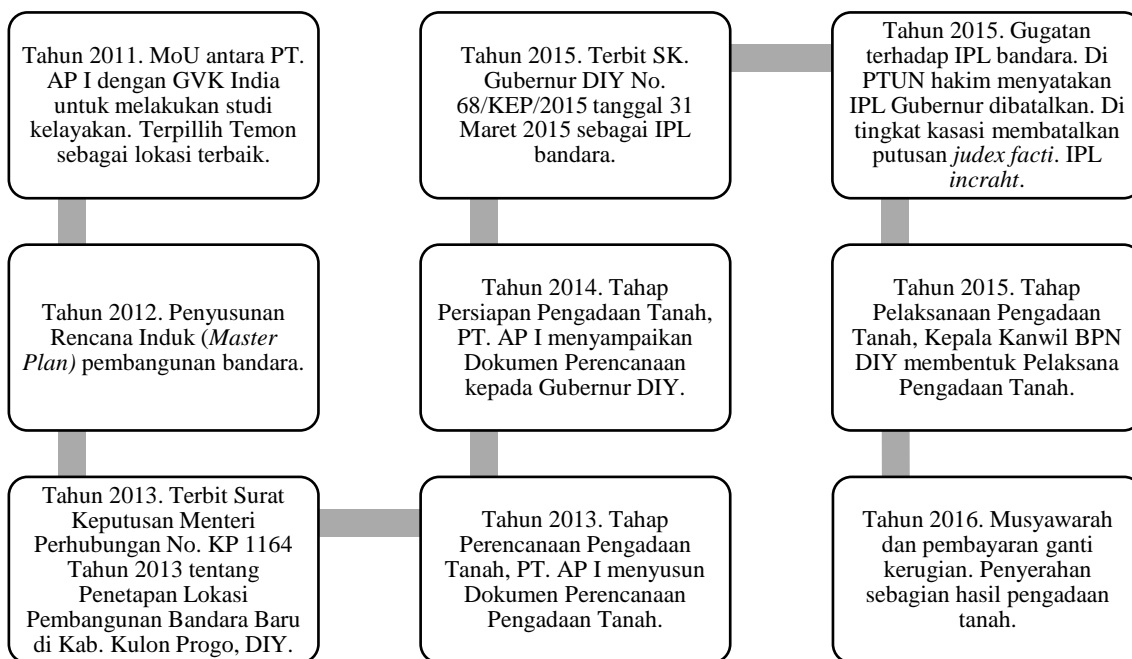 Tahun 2011. MoU antara PT.
AP I dengan GVK India
untuk melakukan studi
kelayakan. Terpillih Temon
sebagai lokasi terbaik.
Tahun 2012. Penyusunan
Rencana Induk (Master
Plan) pembangunan bandara.
Tahun 2013. Terbit Surat
Keputusan Menteri
Perhubungan No. KP 1164
Tahun 2013 tentang
Penetapan Lokasi
Pembangunan Bandara Baru
di Kab. Kulon Progo, DIY.
Tahun 2013. Tahap
Perencanaan Pengadaan
Tanah, PT. AP I menyusun
Dokumen Perencanaan
Pengadaan Tanah.
Tahun 2014. Tahap
Persiapan Pengadaan Tanah,
PT. AP I menyampaikan
Dokumen Perencanaan
kepada Gubernur DIY.
Tahun 2015. Terbit SK.
Gubernur DIY No.
68/KEP/2015 tanggal 31
Maret 2015 sebagai IPL
bandara.
Tahun 2015. Gugatan
terhadap IPL bandara. Di
PTUN hakim menyatakan
IPL Gubernur dibatalkan. Di
tingkat kasasi membatalkan
putusan judex facti. IPL
incraht.
Tahun 2015. Tahap
Pelaksanaan Pengadaan
Tanah, Kepala Kanwil BPN
DIY membentuk Pelaksana
Pengadaan Tanah.
Tahun 2016. Musyawarah
dan pembayaran ganti
kerugian. Penyerahan
sebagian hasil pengadaan
tanah.